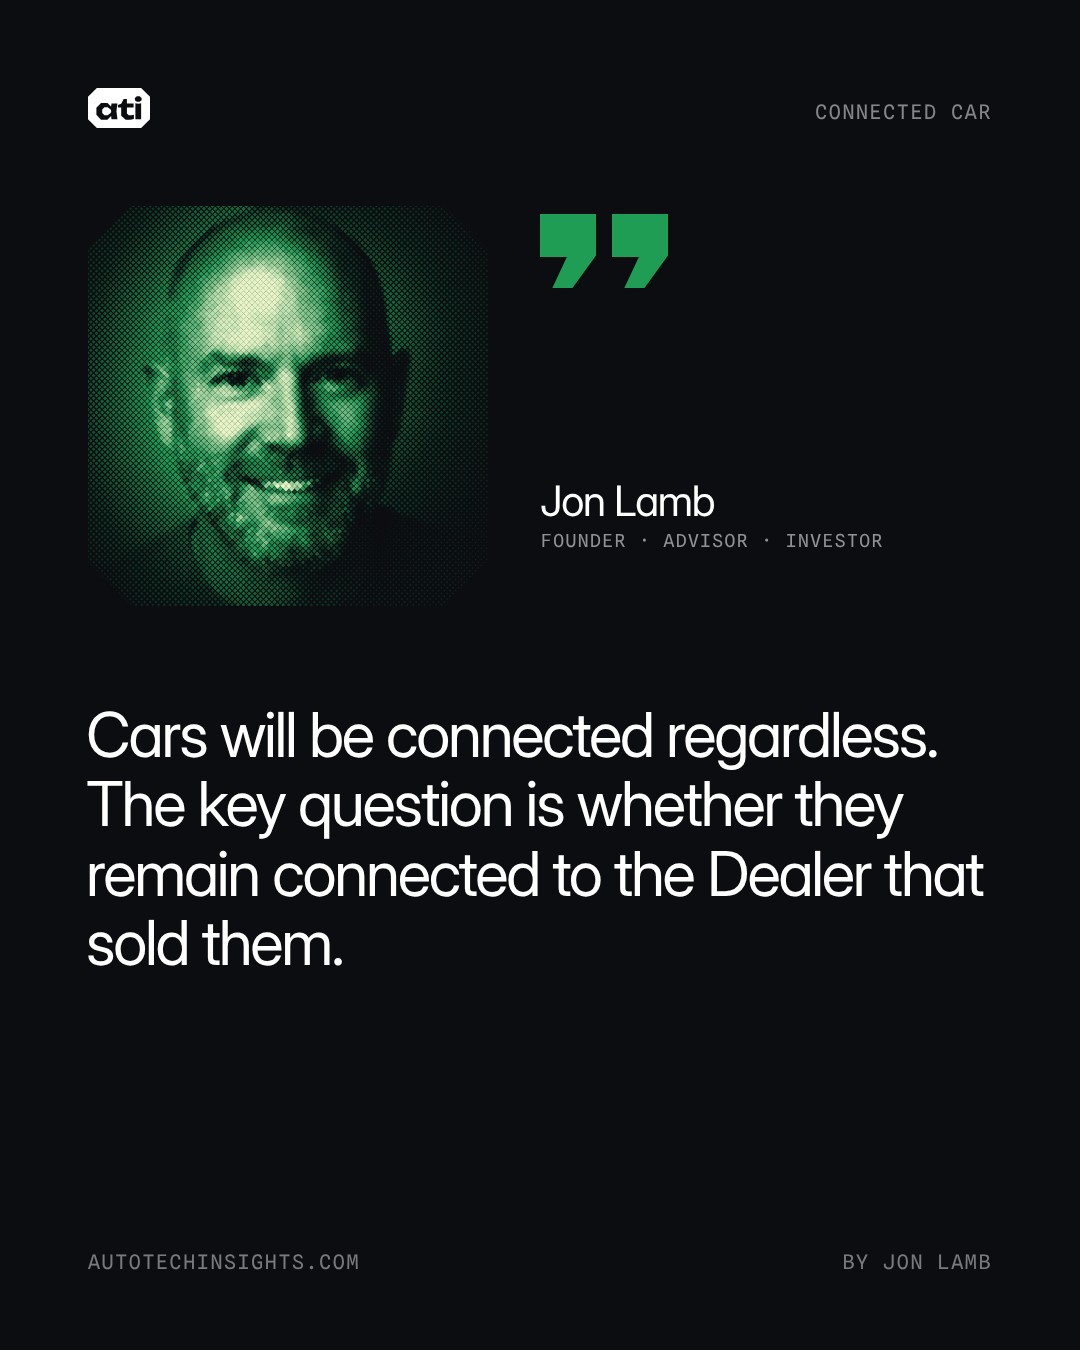 ati
CONNECTED CAR
”
Jon Lamb
FOUNDER · ADVISOR · INVESTOR
Cars will be connected regardless.
The key question is whether they
remain connected to the Dealer that
sold them.
AUTOTECHINSIGHTS.COM
BY JON LAMB